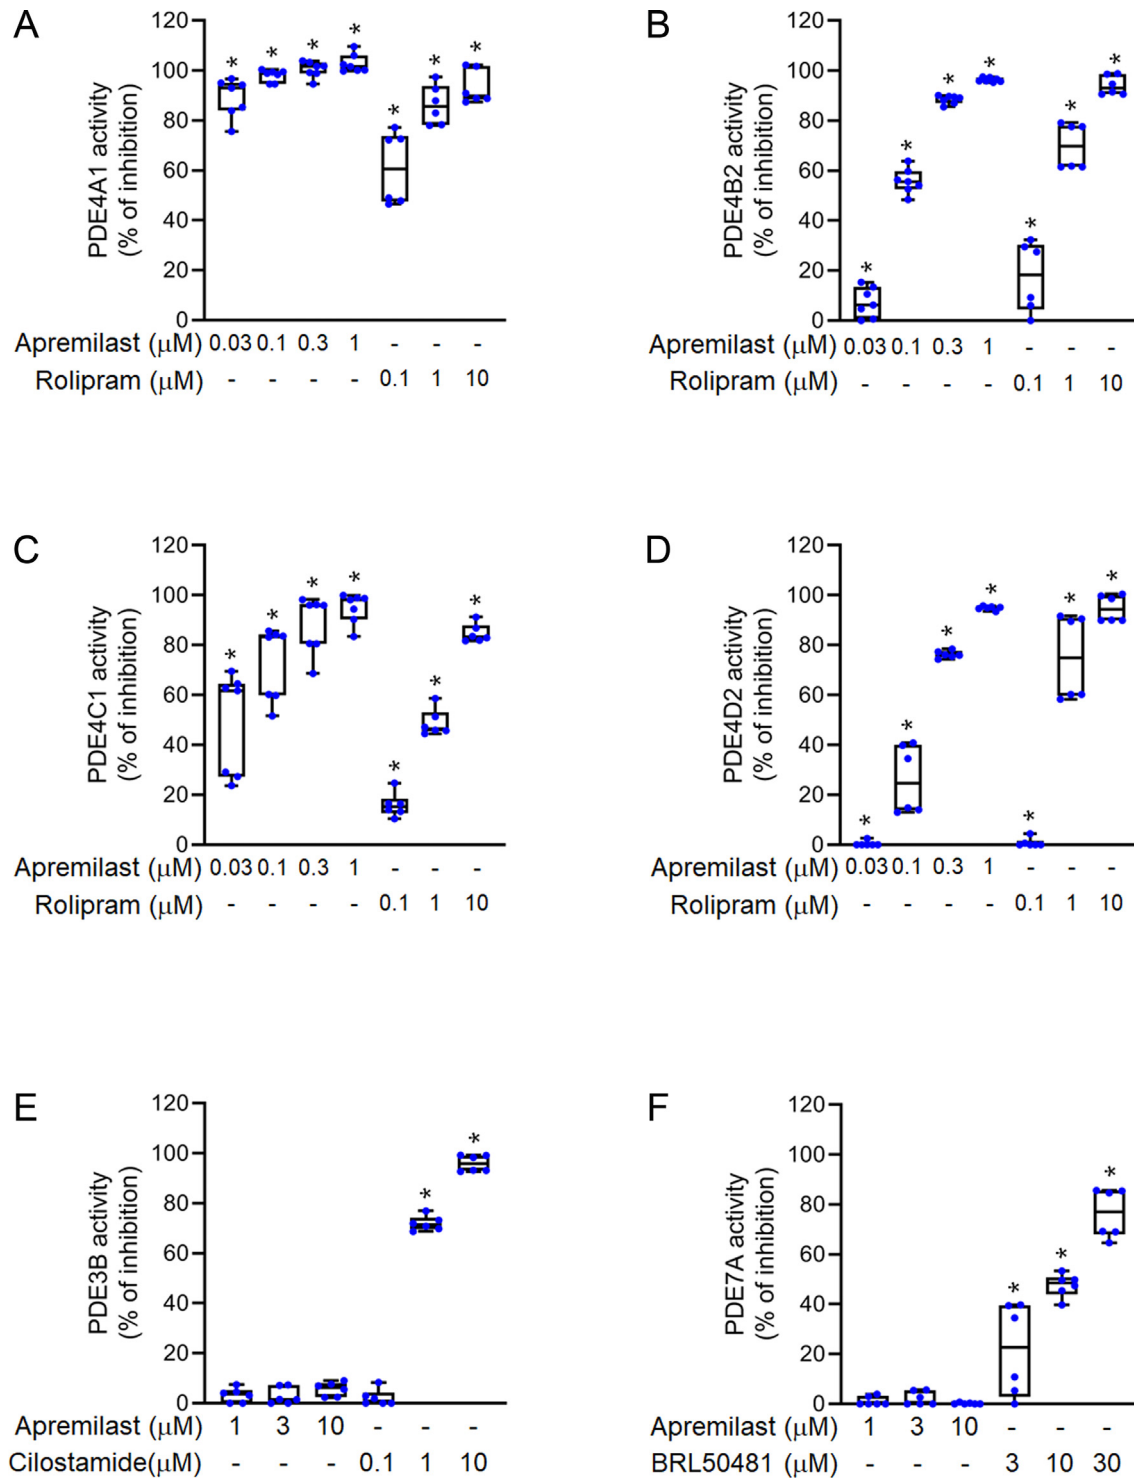 A
PDE4A1 activity
(% of inhibition)
120
100
80
60
40
20
0
* * * * * * *
Apremilast (μM) 0.03 0.1 0.3 1 - - -
Rolipram (μM) - - - - 0.1 1 10
B
PDE4B2 activity
(% of inhibition)
120
100
80
60
40
20
0
* * * * * * *
Apremilast (μM) 0.03 0.1 0.3 1 - - -
Rolipram (μM) - - - - 0.1 1 10
C
PDE4C1 activity
(% of inhibition)
120
100
80
60
40
20
0
* * * * * * *
Apremilast (μM) 0.03 0.1 0.3 1 - - -
Rolipram (μM) - - - - 0.1 1 10
D
PDE4D2 activity
(% of inhibition)
120
100
80
60
40
20
0
* * * * * * *
Apremilast (μM) 0.03 0.1 0.3 1 - - -
Rolipram (μM) - - - - 0.1 1 10
E
PDE3B activity
(% of inhibition)
120
100
80
60
40
20
0
* *
Apremilast (μM) 1 3 10 - - -
Cilostamide(μM) - - - 0.1 1 10
F
PDE7A activity
(% of inhibition)
120
100
80
60
40
20
0
* * *
Apremilast (μM) 1 3 10 - - -
BRL50481 (μM) - - - 3 10 30